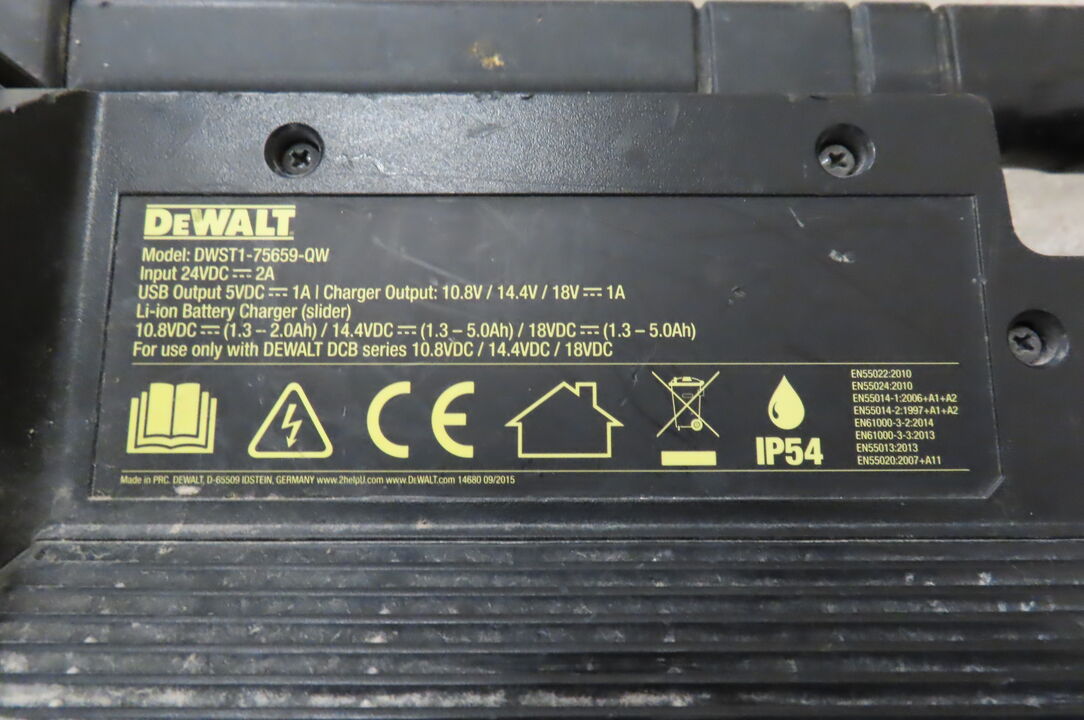 DEWALT
Model: DWST1-75659-QW
Input 24VDC ⎓ 2A
USB Output 5VDC ⎓ 1A | Charger Output: 10.8V / 14.4V / 18V ⎓ 1A
Li-ion Battery Charger (slider)
10.8VDC ⎓ (1.3 – 2.0Ah) / 14.4VDC ⎓ (1.3 – 5.0Ah) / 18VDC ⎓ (1.3 – 5.0Ah)
For use only with DEWALT DCB series 10.8VDC / 14.4VDC / 18VDC
CE
IP54
EN55022:2010
EN55024:2010
EN55014-1:2006+A1+A2
EN55014-2:1997+A1+A2
EN61000-3-2:2014
EN61000-3-3:2013
EN55013:2013
EN55020:2007+A11
Made in PRC. DEWALT, D-65509 IDSTEIN, GERMANY www.2helpU.com www.DeWALT.com 14680 09/2015